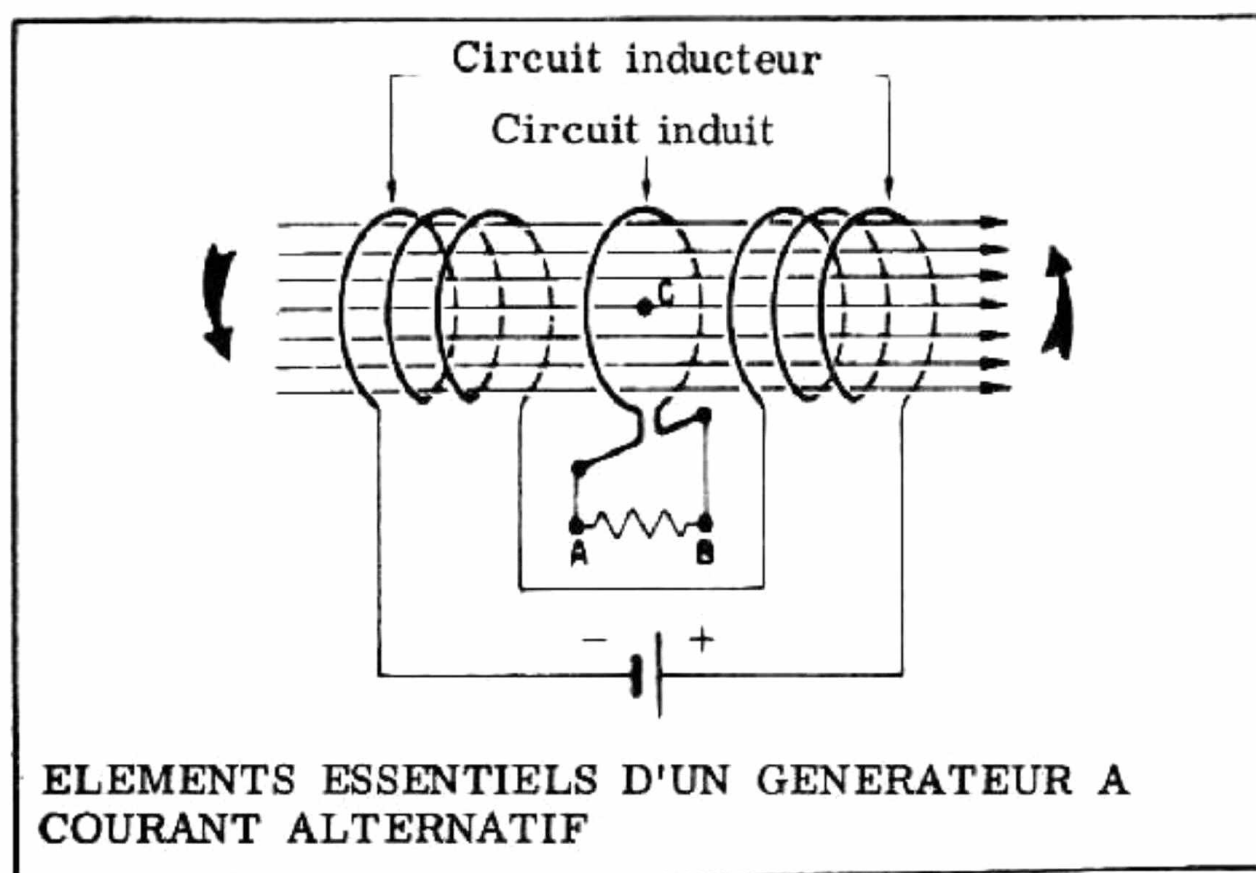 Circuit inducteur
Circuit induit
C
A B
− +
ELEMENTS ESSENTIELS D'UN GENERATEUR A
COURANT ALTERNATIF